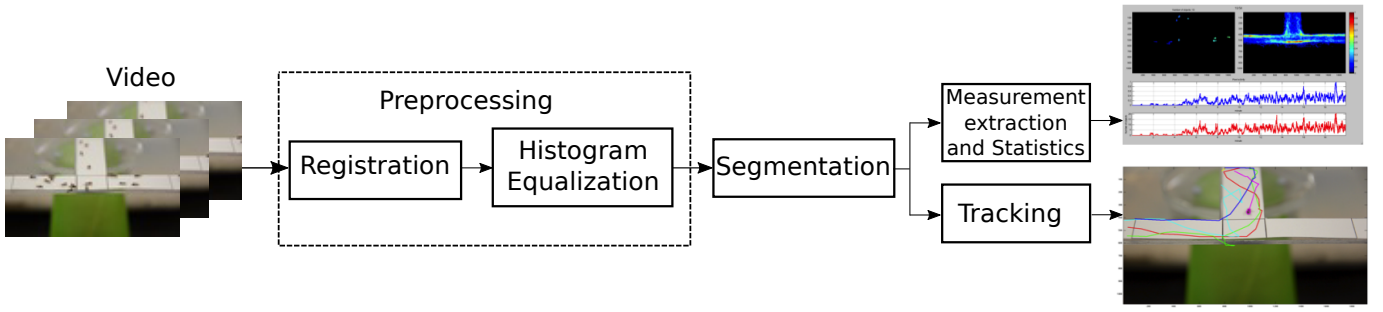 Video
Preprocessing
Registration
Histogram
Equalization
Segmentation
Measurement
extraction
and Statistics
Tracking